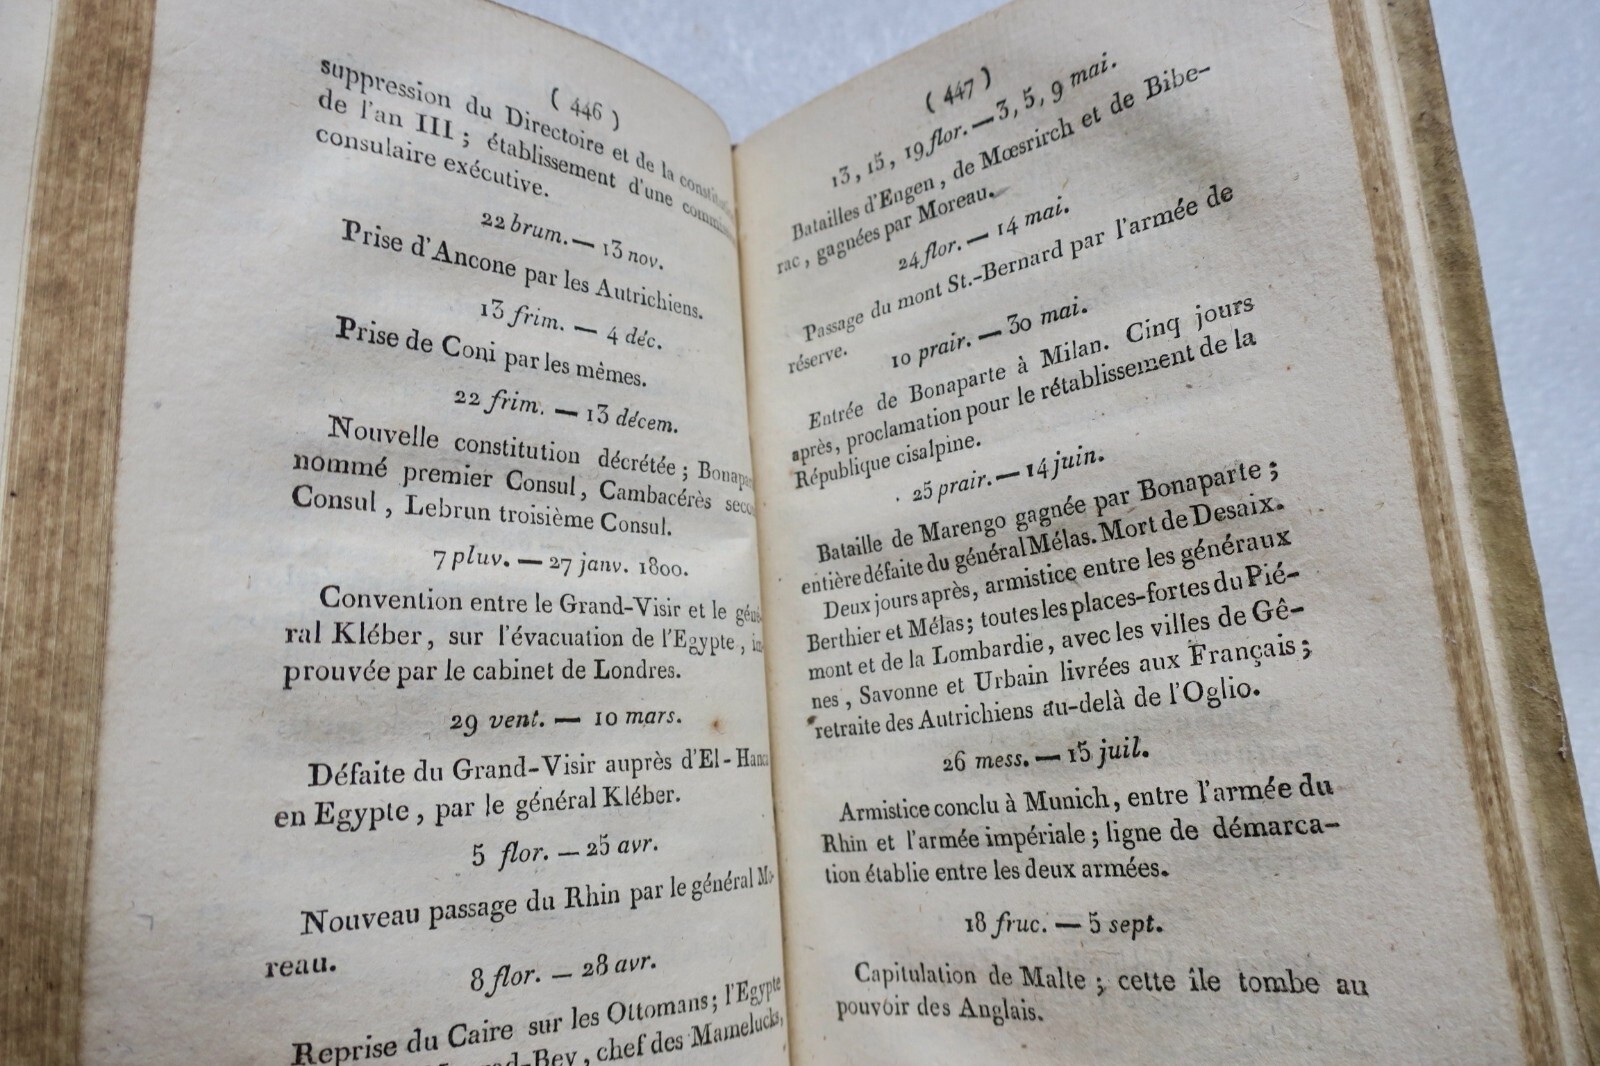 ( 446 )
suppression du Directoire et de la
de l'an III ; établissement d'une
consulaire exécutive.
22 brum. — 13 nov.
Prise d'Ancone par les Autrichiens.
13 frim. — 4 déc.
Prise de Coni par les mêmes.
22 frim. — 13 décem.
Nouvelle constitution décrétée ;
nommé premier Consul, Cambacérès
Consul, Lebrun troisième Consul.
7 pluv. — 27 janv. 1800.
Convention entre le Grand-Visir et le géné-
ral Kléber, sur l'évacuation de l'Egypte,
prouvée par le cabinet de Londres.
29 vent. — 10 mars.
Défaite du Grand-Visir auprès d'El-Hanca
en Egypte, par le général Kléber.
5 flor. — 25 avr.
Nouveau passage du Rhin par le général Mo-
reau.
8 flor. — 28 avr.
Reprise du Caire sur les Ottomans ; l'Egypte
chef des Mamelucks,
( 447 )
13, 15, 19 flor. — 3, 5, 9 mai.
Batailles d'Engen, de Mœsrirch et de Bibe-
rac, gagnées par Moreau.
24 flor. — 14 mai.
Passage du mont St.-Bernard par l'armée de
réserve.
10 prair. — 30 mai.
Entrée de Bonaparte à Milan. Cinq jours
après, proclamation pour le rétablissement de la
République cisalpine.
25 prair. — 14 juin.
Bataille de Marengo gagnée par Bonaparte ;
entière défaite du général Mélas. Mort de Desaix.
Deux jours après, armistice entre les généraux
Berthier et Mélas ; toutes les places-fortes du Pié-
mont et de la Lombardie, avec les villes de Gê-
nes, Savonne et Urbain livrées aux Français ;
retraite des Autrichiens au-delà de l'Oglio.
26 mess. — 15 juil.
Armistice conclu à Munich, entre l'armée du
Rhin et l'armée impériale ; ligne de démarca-
tion établie entre les deux armées.
18 fruc. — 5 sept.
Capitulation de Malte ; cette île tombe au
pouvoir des Anglais.